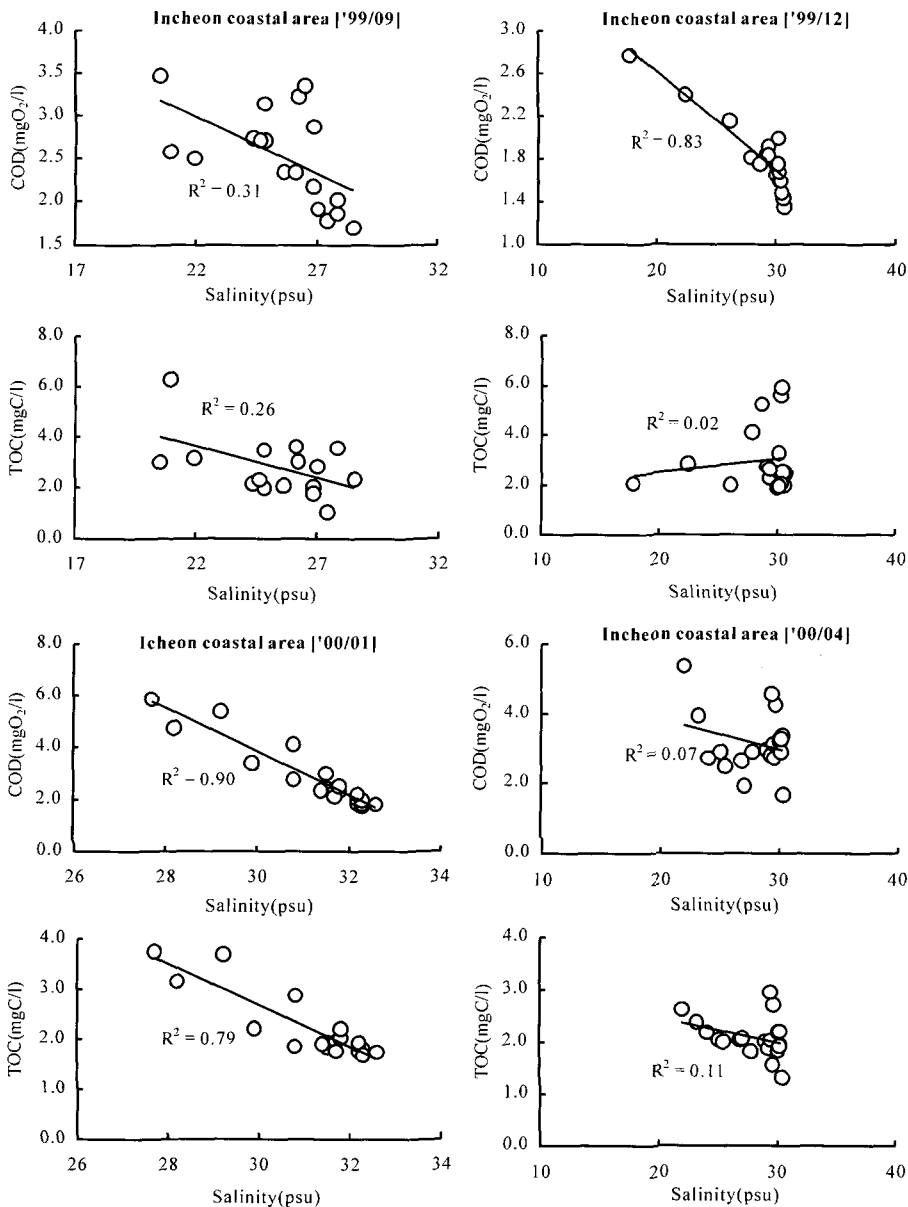 Incheon coastal area ['99/09]
4.0
3.5
3.0
2.5
2.0
1.5
COD(mgO₂/l)
R² = 0.31
17 22 27 32
Salinity(psu)
Incheon coastal area ['99/12]
3.0
2.6
2.2
1.8
1.4
1.0
COD(mgO₂/l)
R² = 0.83
10 20 30 40
Salinity(psu)
8.0
6.0
4.0
2.0
0.0
TOC(mgC/l)
R² = 0.26
17 22 27 32
Salinity(psu)
8.0
6.0
4.0
2.0
0.0
TOC(mgC/l)
R² = 0.02
10 20 30 40
Salinity(psu)
Icheon coastal area ['00/01]
8.0
6.0
4.0
2.0
0.0
COD(mgO₂/l)
R² = 0.90
26 28 30 32 34
Salinity(psu)
Incheon coastal area ['00/04]
6.0
4.0
2.0
0.0
COD(mgO₂/l)
R² = 0.07
10 20 30 40
Salinity(psu)
4.0
3.0
2.0
1.0
0.0
TOC(mgC/l)
R² = 0.79
26 28 30 32 34
Salinity(psu)
4.0
3.0
2.0
1.0
0.0
TOC(mgC/l)
R² = 0.11
10 20 30 40
Salinity(psu)